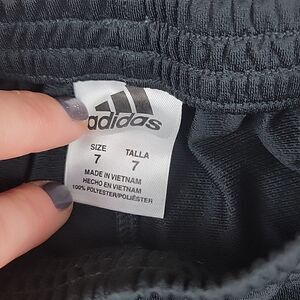 adidas
SIZE TALLA
7 7
MADE IN VIETNAM
HECHO EN VIETNAM
100% POLYESTER/POLIÉSTER